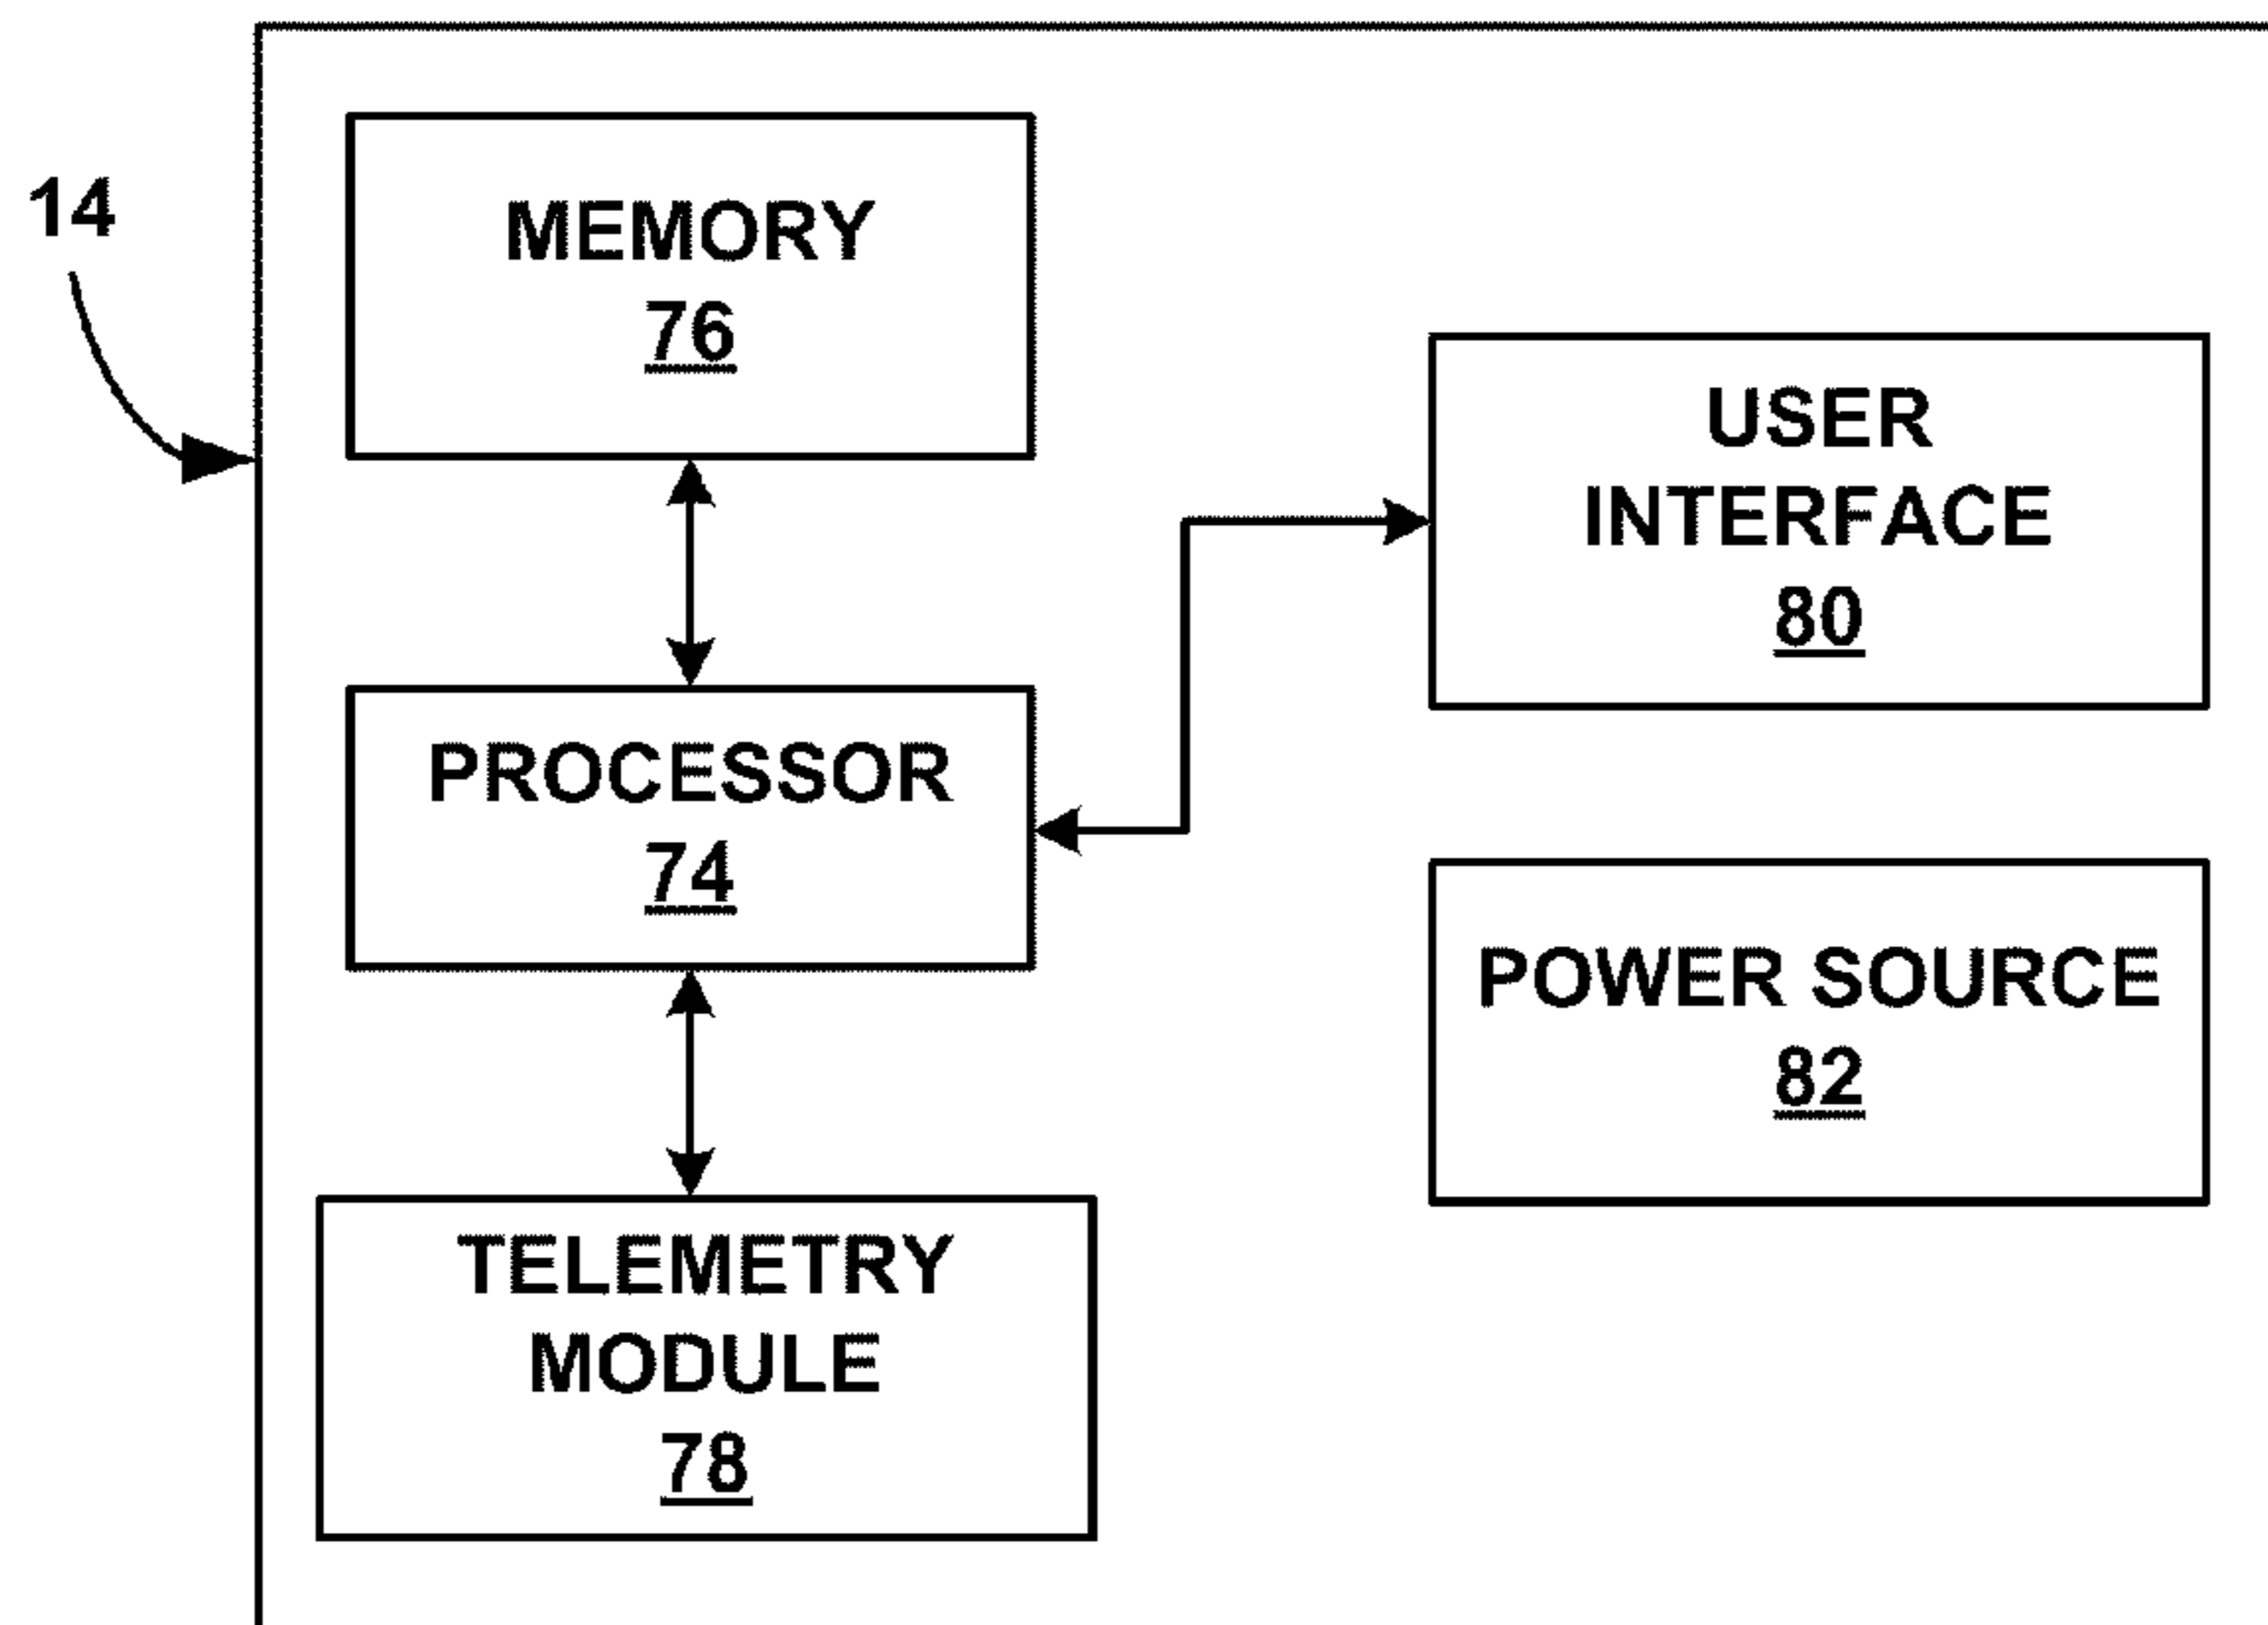 14
MEMORY
76
USER
INTERFACE
80
PROCESSOR
74
POWER SOURCE
82
TELEMETRY
MODULE
78